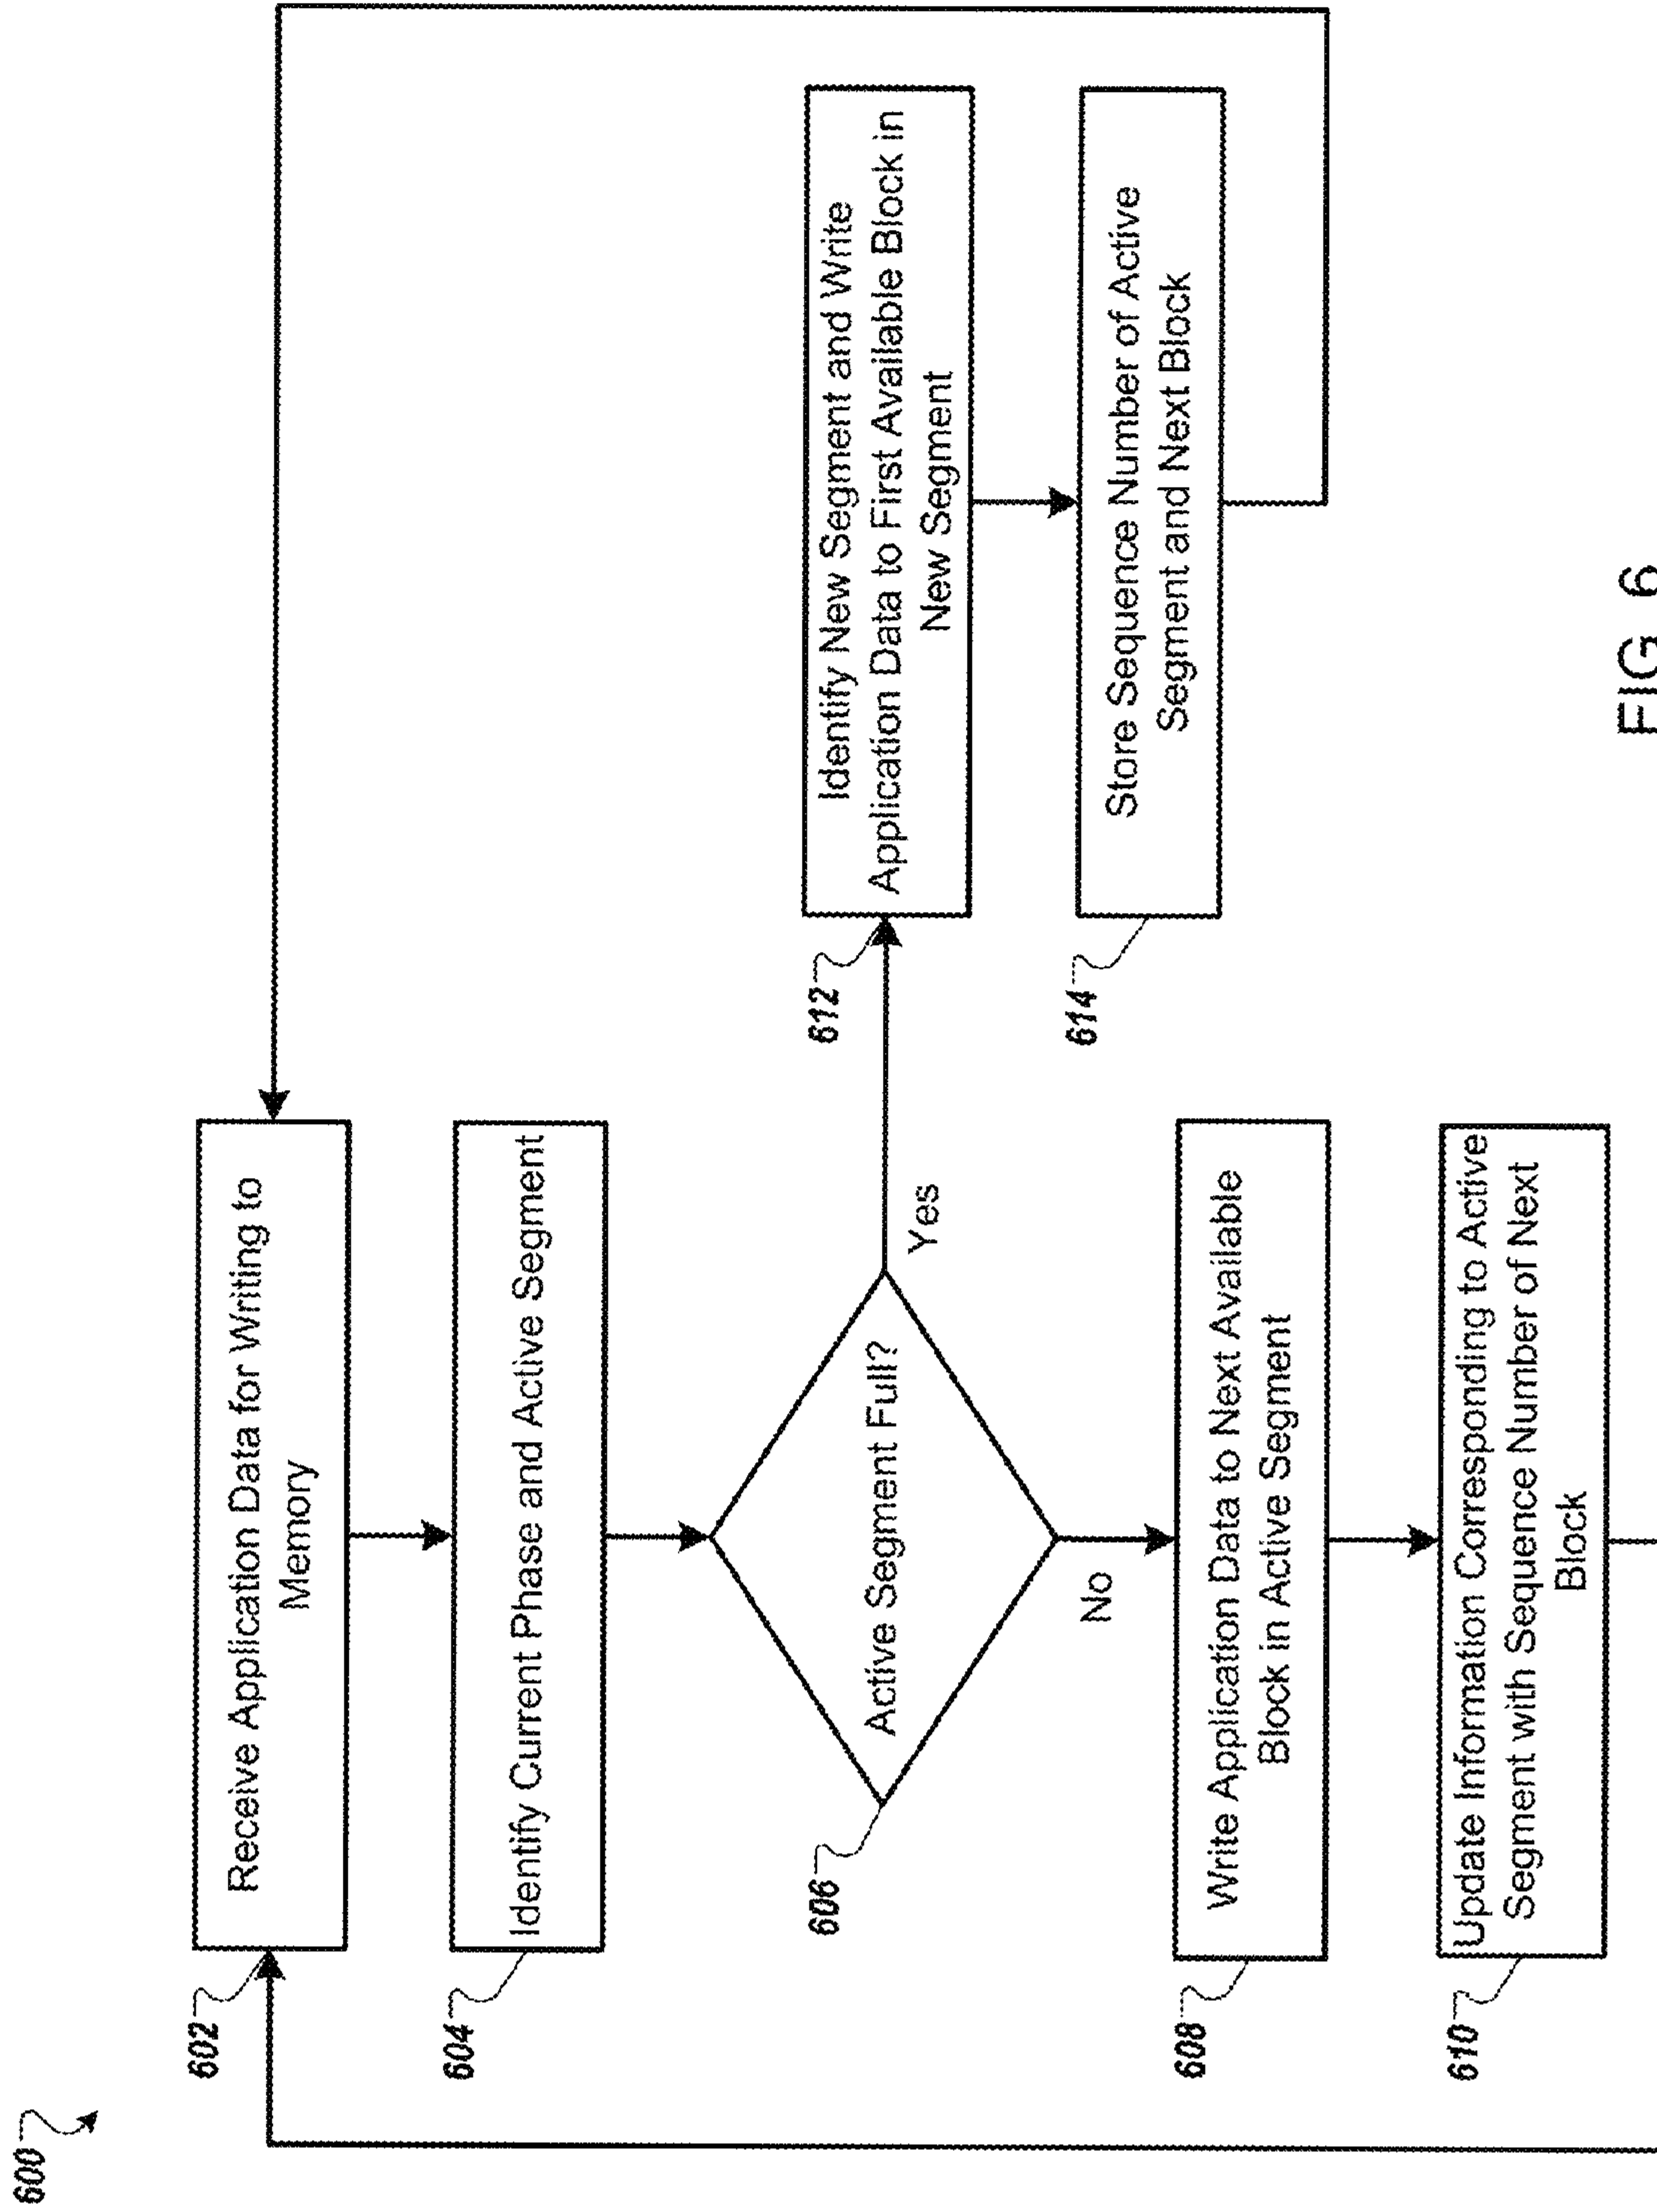 600
602
Receive Application Data for Writing to
Memory
604
Identify Current Phase and Active Segment
606
Active Segment Full?
Yes
No
608
Write Application Data to Next Available
Block in Active Segment
610
Update Information Corresponding to Active
Segment with Sequence Number of Next
Block
612
Identify New Segment and Write
Application Data to First Available Block in
New Segment
614
Store Sequence Number of Active
Segment and Next Block
FIG. 6